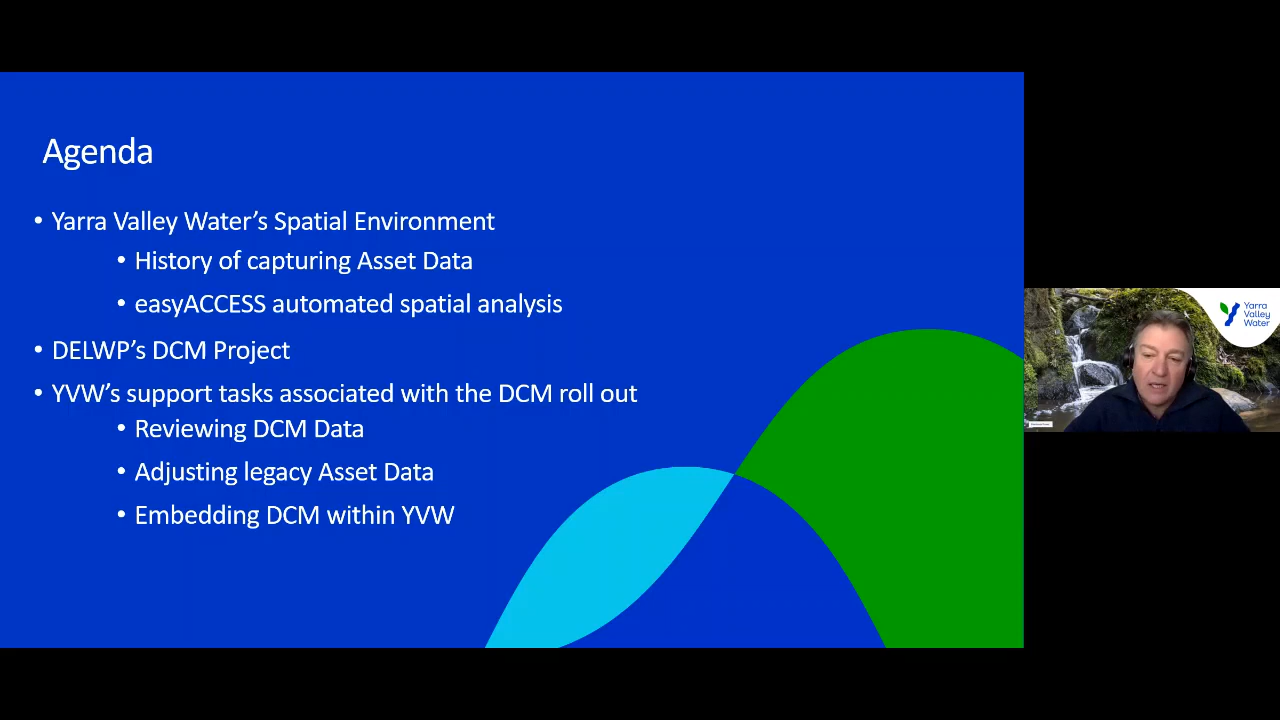 Agenda
• Yarra Valley Water’s Spatial Environment
• History of capturing Asset Data
• easyACCESS automated spatial analysis
• DELWP’s DCM Project
• YVW’s support tasks associated with the DCM roll out
• Reviewing DCM Data
• Adjusting legacy Asset Data
• Embedding DCM within YVW
Yarra
Valley
Water